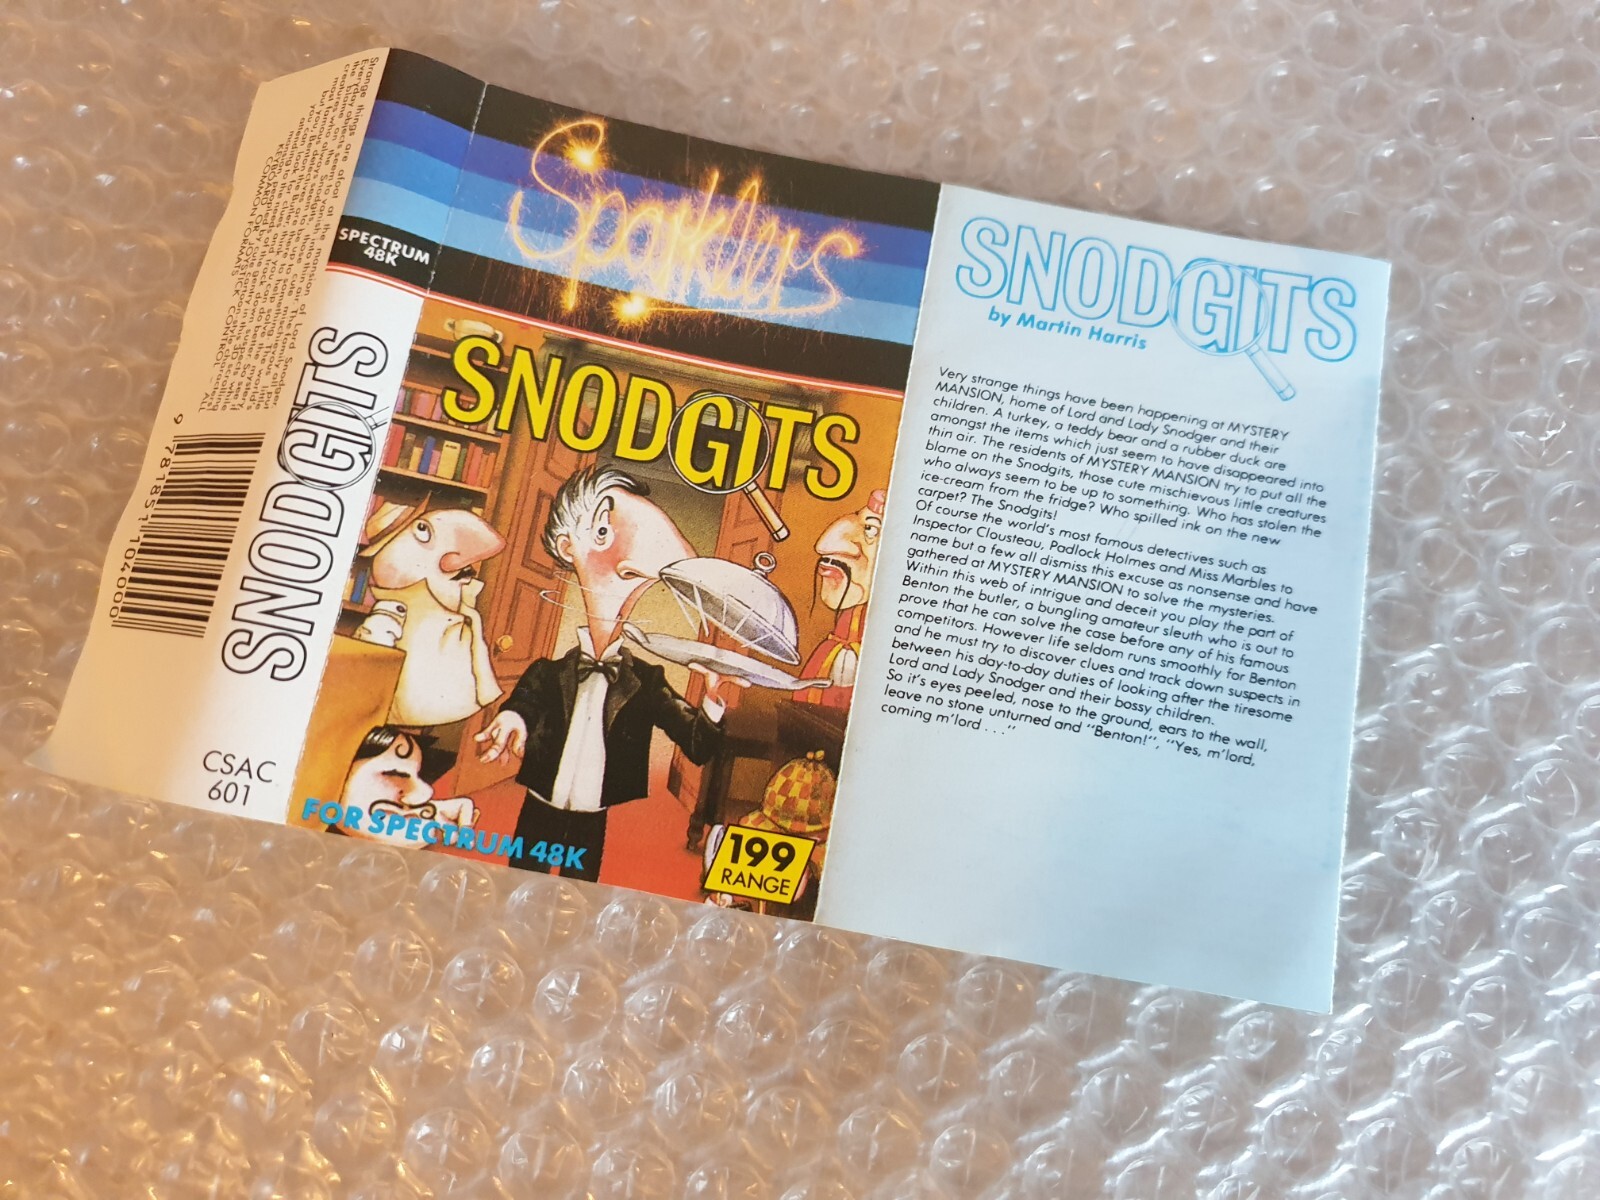 Sparklers
SPECTRUM
48K
SNODGITS
SNODGITS
CSAC
601
FOR SPECTRUM 48K
199
RANGE
9 781851 104000
SNODGITS
by Martin Harris
Very strange things have been happening at MYSTERY
MANSION, home of Lord and Lady Snodger and their
children. A turkey, a teddy bear and a rubber duck are
amongst the items which just seem to have disappeared into
thin air. The residents of MYSTERY MANSION try to put all the
blame on the Snodgits, those cute mischievous little creatures
who always seem to be up to something. Who has stolen the
ice-cream from the fridge? Who spilled ink on the new
carpet? The Snodgits!
Of course the world's most famous detectives such as
Inspector Clousteau, Padlock Holmes and Miss Marbles to
name but a few all dismiss this excuse as nonsense and have
gathered at MYSTERY MANSION to solve the mysteries.
Within this web of intrigue and deceit you play the part of
Benton the butler, a bungling amateur sleuth who is out to
prove that he can solve the case before any of his famous
competitors. However life seldom runs smoothly for Benton
and he must try to discover clues and track down suspects in
between his day-to-day duties of looking after the tiresome
Lord and Lady Snodger and their bossy children.
So it's eyes peeled, nose to the ground, ears to the wall,
leave no stone unturned and "Benton!", "Yes, m'lord,
coming m'lord . . ."